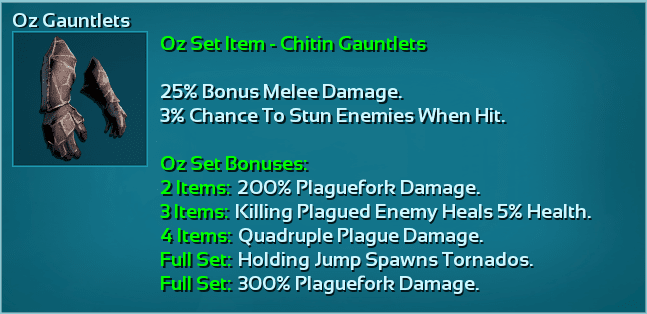 Oz Gauntlets
Oz Set Item - Chitin Gauntlets
25% Bonus Melee Damage.
3% Chance To Stun Enemies When Hit.
Oz Set Bonuses:
2 Items: 200% Plaguefork Damage.
3 Items: Killing Plagued Enemy Heals 5% Health.
4 Items: Quadruple Plague Damage.
Full Set: Holding Jump Spawns Tornados.
Full Set: 300% Plaguefork Damage.